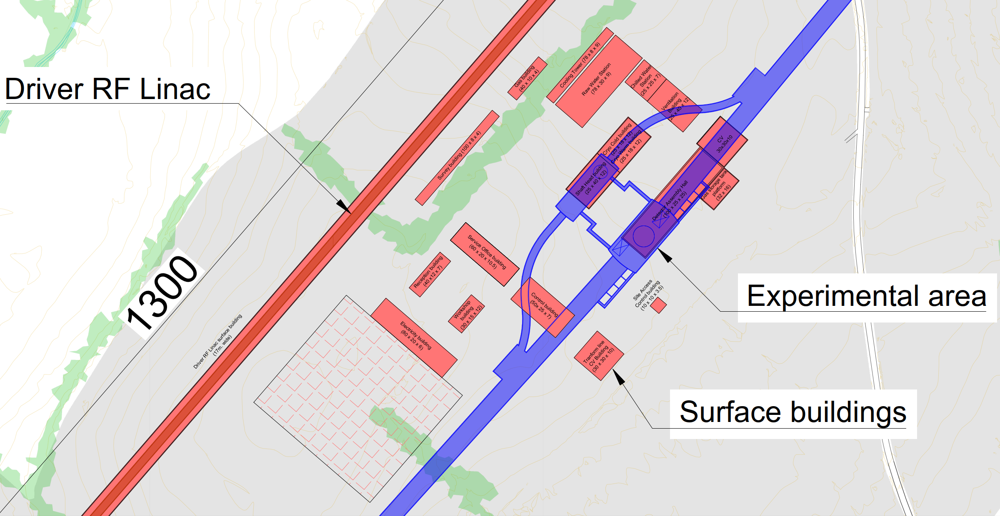 Driver RF Linac
1300
Driver RF Linac surface building
(17m. wide)
Gas building
(40 x 10 x 4)
Cooling Tower (78 x 8 x 9)
Raw Water Station
(78 x 30 x 9)
Chilled Water
Station
(25 x 25 x 7)
Ventilation
Building
(25 x 40 x 12)
Survey building (100 x 8 x 4)
Cryo Cold building
(25 x 18 x 12)
Cryo Warm building
(25 x 18 x 12)
Shaft Head building
(25 x 40 x 12)
CV
30x30x10
Detector Assembly Hall
(100 x 25 x 25)
Gas storage tank
platform
(32 x 16)
Service Office building
(60 x 20 x 10.5)
Reception building
(40 x12 x 7)
Workshop
building
(30 x 15 x 12)
Electricity building
(80 x 20 x 6)
Control building
(50x 25 x 7)
Site Access
Control building
(10 x 10 x 3.5)
Tranform line
CV Building
(30 x 30 x 10)
Experimental area
Surface buildings